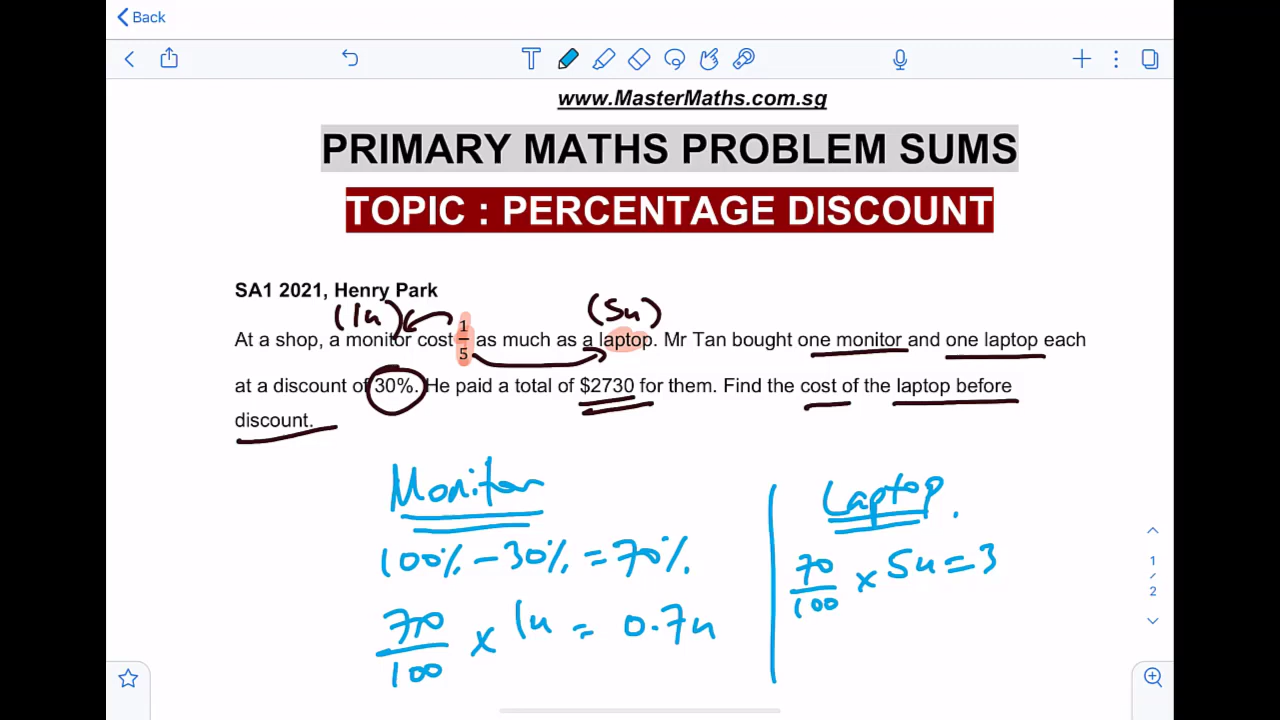 Back
T
www.MasterMaths.com.sg
PRIMARY MATHS PROBLEM SUMS
TOPIC : PERCENTAGE DISCOUNT
SA1 2021, Henry Park
(1u) (5u)
At a shop, a monitor cost 1/5 as much as a laptop. Mr Tan bought one monitor and one laptop each
at a discount of 30%. He paid a total of $2730 for them. Find the cost of the laptop before
discount.
Monitor
100% - 30% = 70%
70/100 × 1u = 0.7u
Laptop.
70/100 × 5u = 3
1
/
2